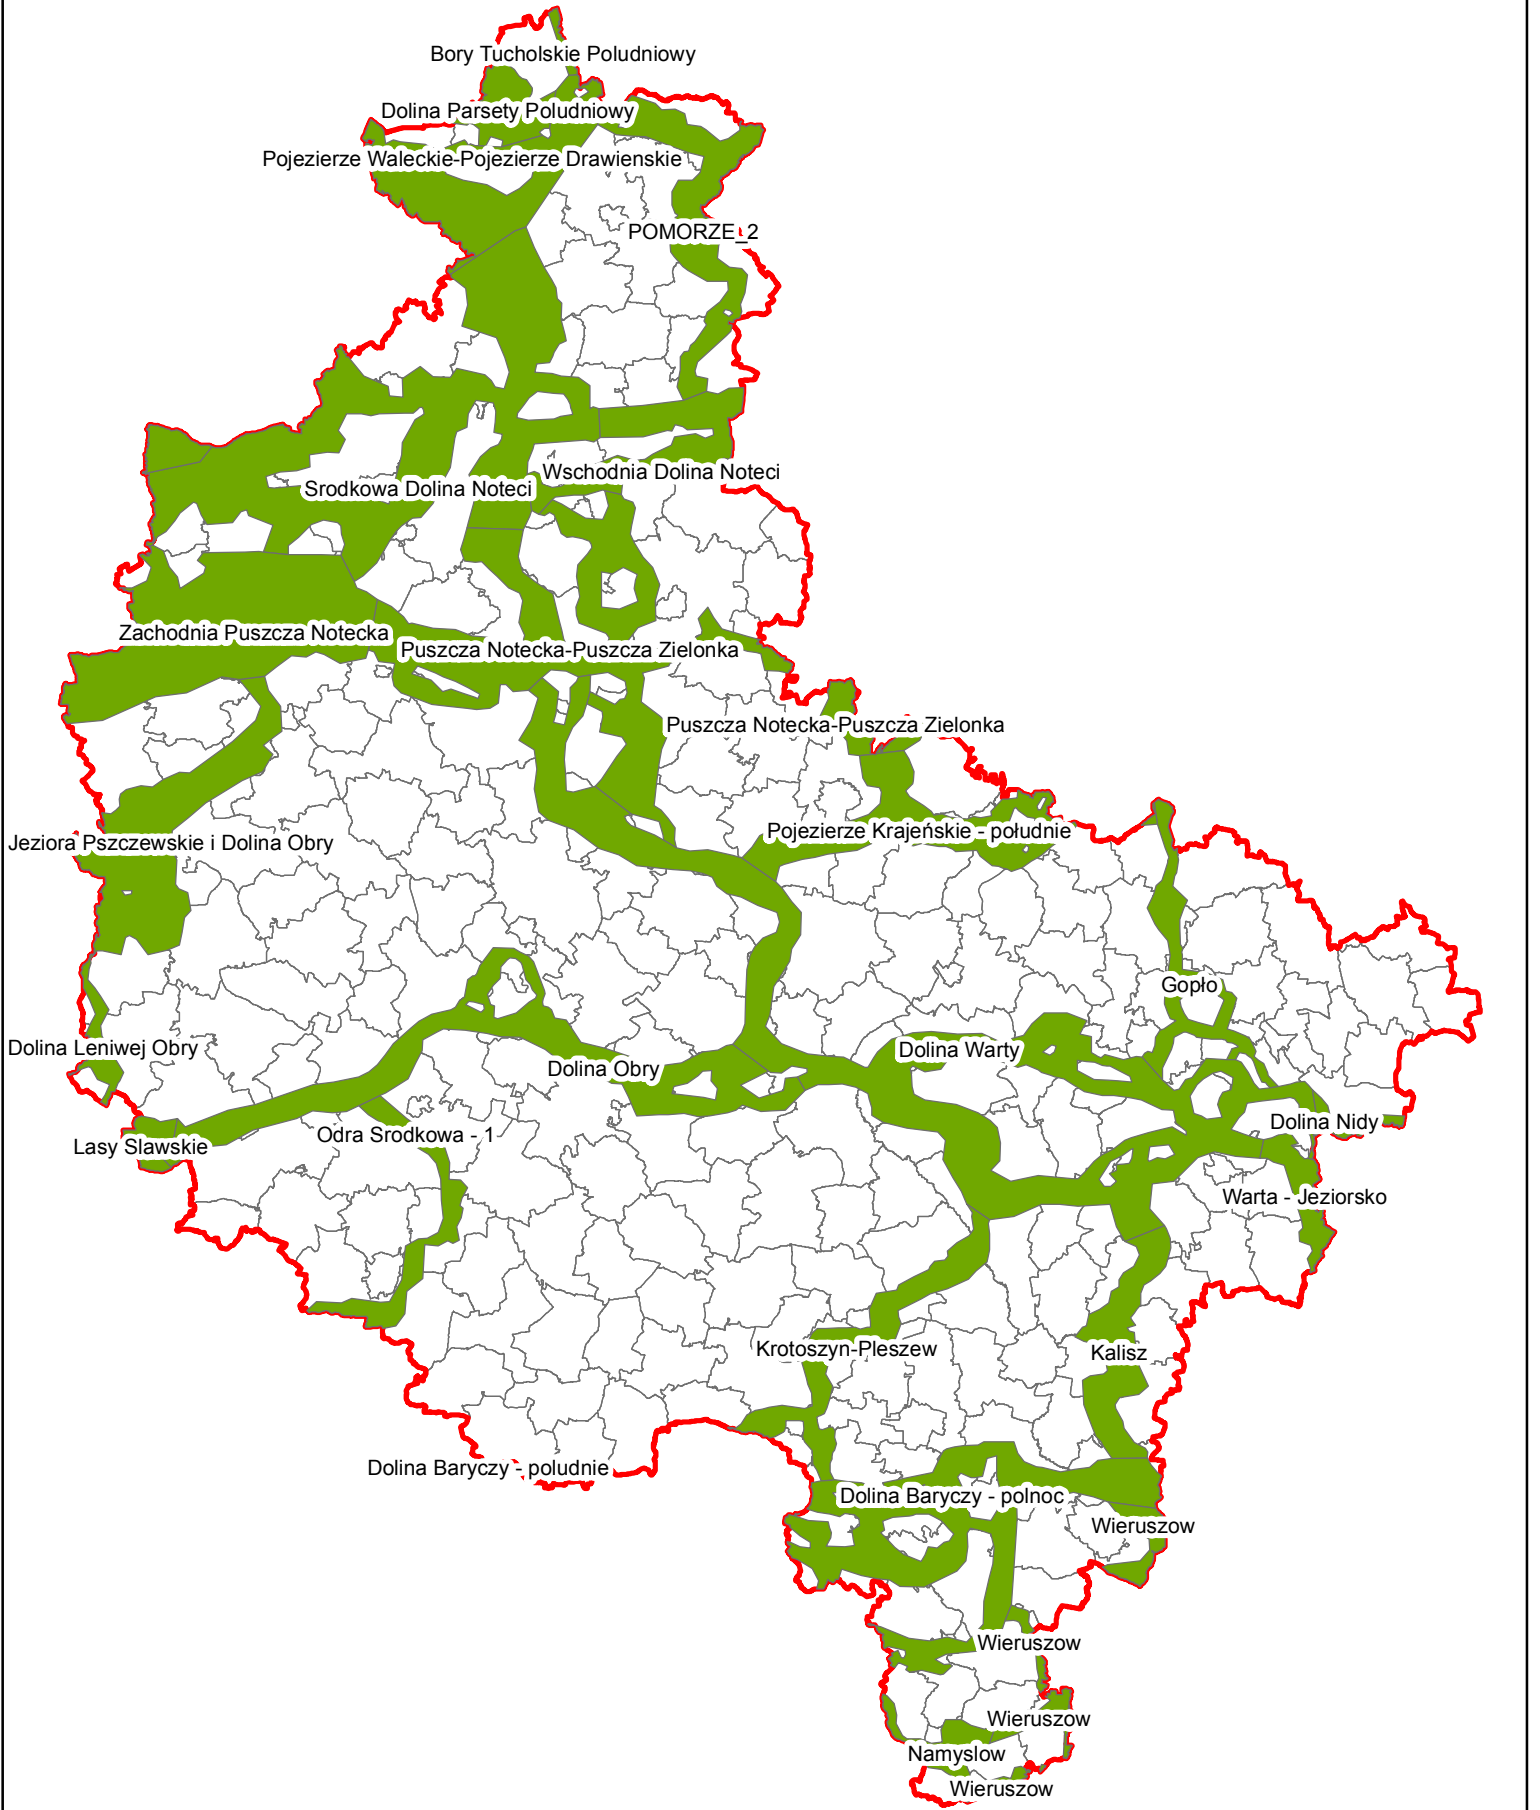 Bory Tucholskie Poludniowy
Dolina Parsety Poludniowy
Pojezierze Waleckie-Pojezierze Drawienskie
POMORZE_2
Wschodnia Dolina Noteci
Srodkowa Dolina Noteci
Zachodnia Puszcza Notecka
Puszcza Notecka-Puszcza Zielonka
Puszcza Notecka-Puszcza Zielonka
Pojezierze Krajeńskie - południe
Jeziora Pszczewskie i Dolina Obry
Gopło
Dolina Leniwej Obry
Dolina Warty
Dolina Obry
Dolina Nidy
Odra Srodkowa - 1
Lasy Slawskie
Warta - Jeziorsko
Krotoszyn-Pleszew
Kalisz
Dolina Baryczy - poludnie
Dolina Baryczy - polnoc
Wieruszow
Wieruszow
Wieruszow
Namyslow
Wieruszow